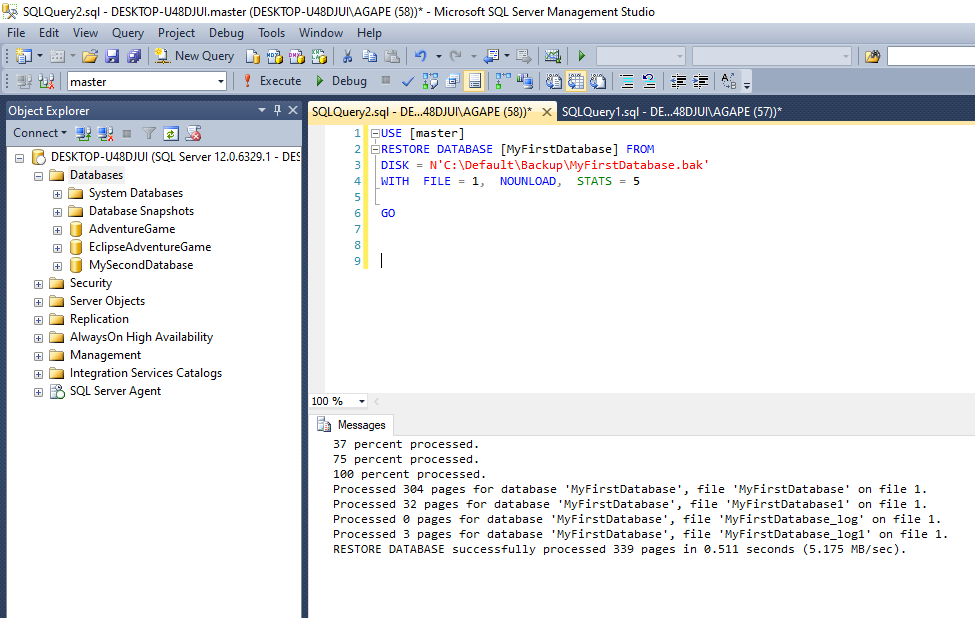 SQLQuery2.sql - DESKTOP-U48DJUI.master (DESKTOP-U48DJUI\AGAPE (58))* - Microsoft SQL Server Management Studio
File Edit View Query Project Debug Tools Window Help
New Query
master Execute Debug
Object Explorer
Connect
DESKTOP-U48DJUI (SQL Server 12.0.6329.1 - DES
Databases
System Databases
Database Snapshots
AdventureGame
EclipseAdventureGame
MySecondDatabase
Security
Server Objects
Replication
AlwaysOn High Availability
Management
Integration Services Catalogs
SQL Server Agent
SQLQuery2.sql - DE...48DJUI\AGAPE (58))* SQLQuery1.sql - DE...48DJUI\AGAPE (57))*
1 USE [master]
2 RESTORE DATABASE [MyFirstDatabase] FROM
3 DISK = N'C:\Default\Backup\MyFirstDatabase.bak'
4 WITH  FILE = 1,  NOUNLOAD,  STATS = 5
5
6 GO
7
8
9
100 %
Messages
37 percent processed.
75 percent processed.
100 percent processed.
Processed 304 pages for database 'MyFirstDatabase', file 'MyFirstDatabase' on file 1.
Processed 32 pages for database 'MyFirstDatabase', file 'MyFirstDatabase1' on file 1.
Processed 0 pages for database 'MyFirstDatabase', file 'MyFirstDatabase_log' on file 1.
Processed 3 pages for database 'MyFirstDatabase', file 'MyFirstDatabase_log1' on file 1.
RESTORE DATABASE successfully processed 339 pages in 0.511 seconds (5.175 MB/sec).